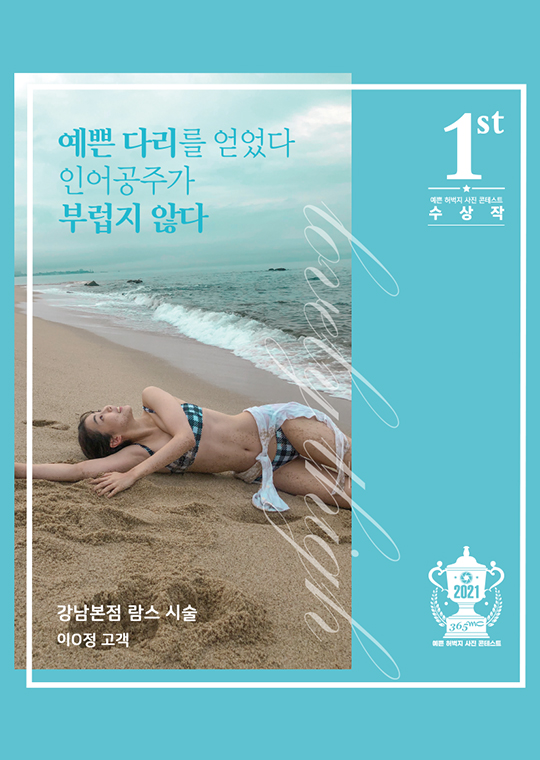 예쁜 다리를 얻었다
인어공주가
부럽지 않다
1st
예쁜 허벅지 사진 콘테스트
수상작
lovely thigh
강남본점 람스 시술
이O정 고객
2021
365mc
예쁜 허벅지 사진 콘테스트